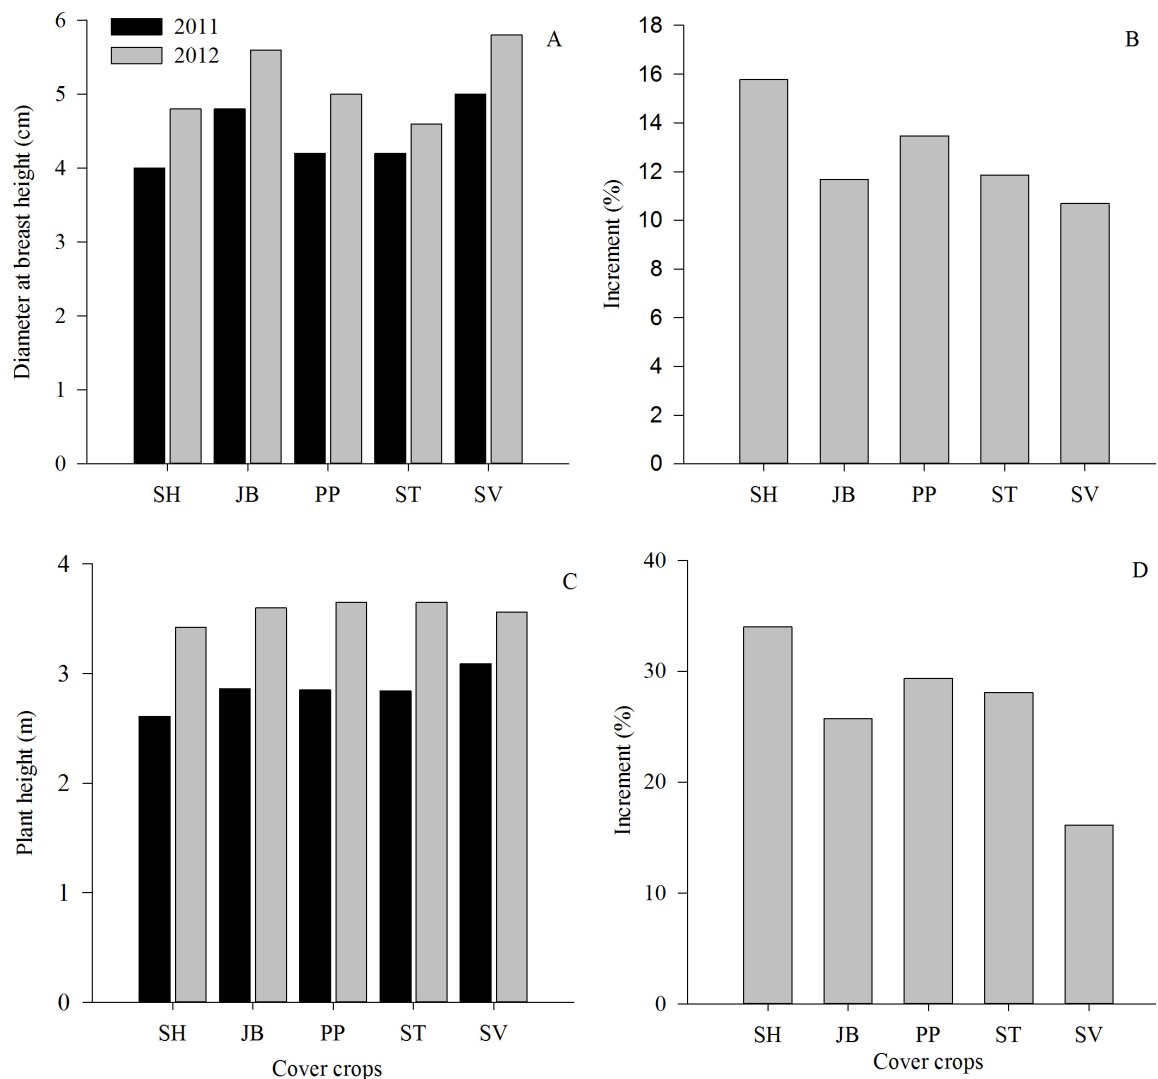 2011
2012
A
Diameter at breast height (cm)
6
5
4
3
2
1
0
SH JB PP ST SV
B
Increment (%)
18
16
14
12
10
8
6
4
2
0
SH JB PP ST SV
C
Plant height (m)
4
3
2
1
0
SH JB PP ST SV
Cover crops
D
Increment (%)
40
30
20
10
0
SH JB PP ST SV
Cover crops